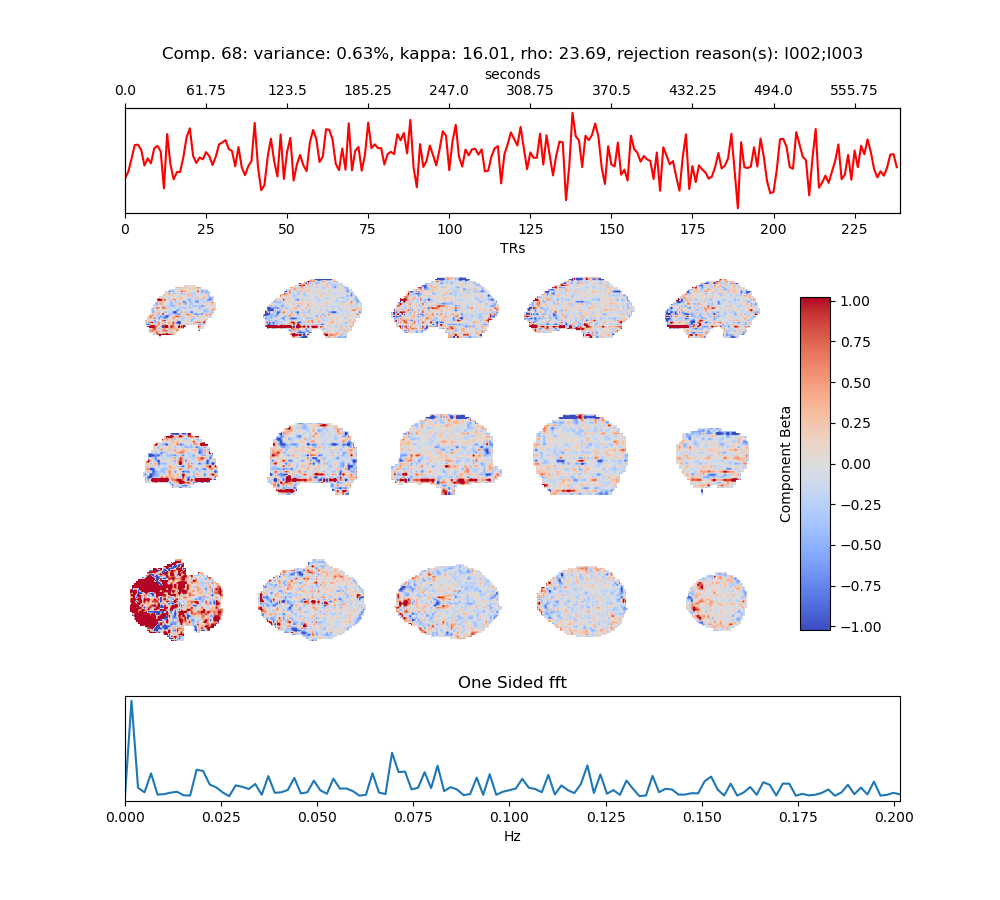 Comp. 68: variance: 0.63%, kappa: 16.01, rho: 23.69, rejection reason(s): I002;I003
seconds
0.0 61.75 123.5 185.25 247.0 308.75 370.5 432.25 494.0 555.75
0 25 50 75 100 125 150 175 200 225
TRs
1.00
0.75
0.50
0.25
0.00
−0.25
−0.50
−0.75
−1.00
Component Beta
One Sided fft
0.000 0.025 0.050 0.075 0.100 0.125 0.150 0.175 0.200
Hz